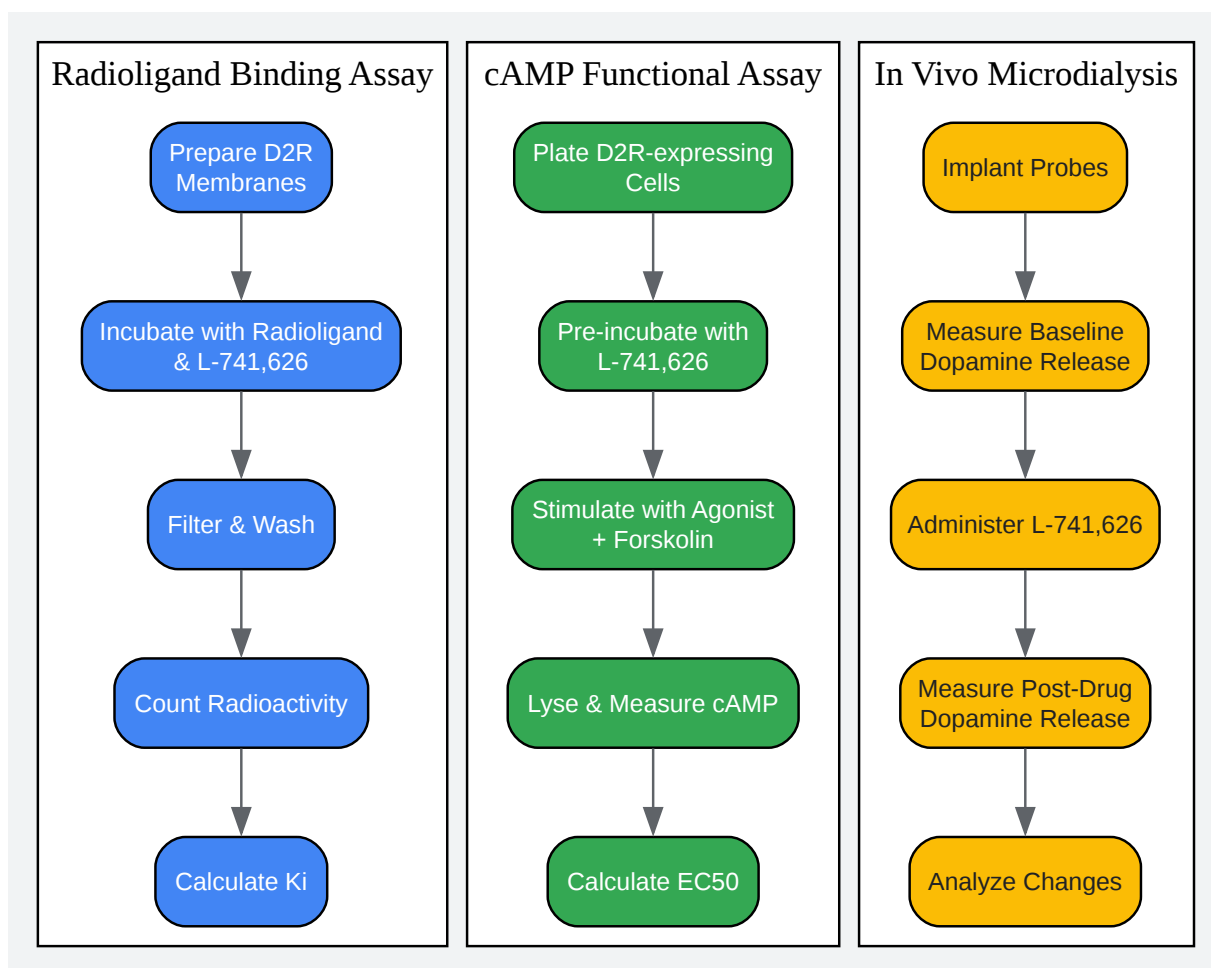 Radioligand Binding Assay
Prepare D2R
Membranes
Incubate with Radioligand
& L-741,626
Filter & Wash
Count Radioactivity
Calculate Ki
cAMP Functional Assay
Plate D2R-expressing
Cells
Pre-incubate with
L-741,626
Stimulate with Agonist
+ Forskolin
Lyse & Measure cAMP
Calculate EC50
In Vivo Microdialysis
Implant Probes
Measure Baseline
Dopamine Release
Administer L-741,626
Measure Post-Drug
Dopamine Release
Analyze Changes